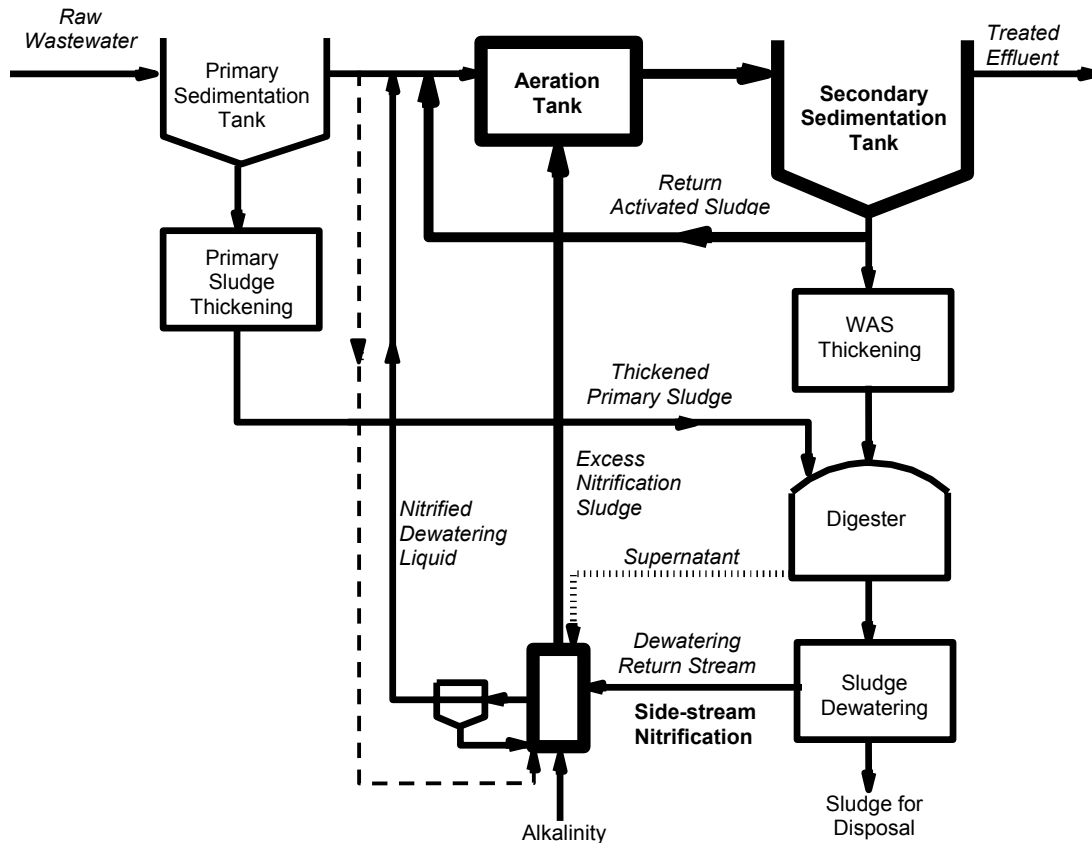 Raw
Wastewater
Primary
Sedimentation
Tank
Aeration
Tank
Secondary
Sedimentation
Tank
Treated
Effluent
Return
Activated Sludge
Primary
Sludge
Thickening
WAS
Thickening
Thickened
Primary Sludge
Excess
Nitrification
Sludge
Nitrified
Dewatering
Liquid
Digester
Supernatant
Dewatering
Return Stream
Side-stream
Nitrification
Sludge
Dewatering
Alkalinity
Sludge for
Disposal